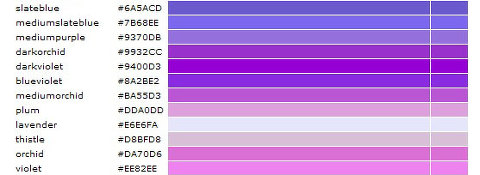 slateblue #6A5ACD
mediumslateblue #7B68EE
mediumpurple #9370DB
darkorchid #9932CC
darkviolet #9400D3
blueviolet #8A2BE2
mediumorchid #BA55D3
plum #DDA0DD
lavender #E6E6FA
thistle #D8BFD8
orchid #DA70D6
violet #EE82EE